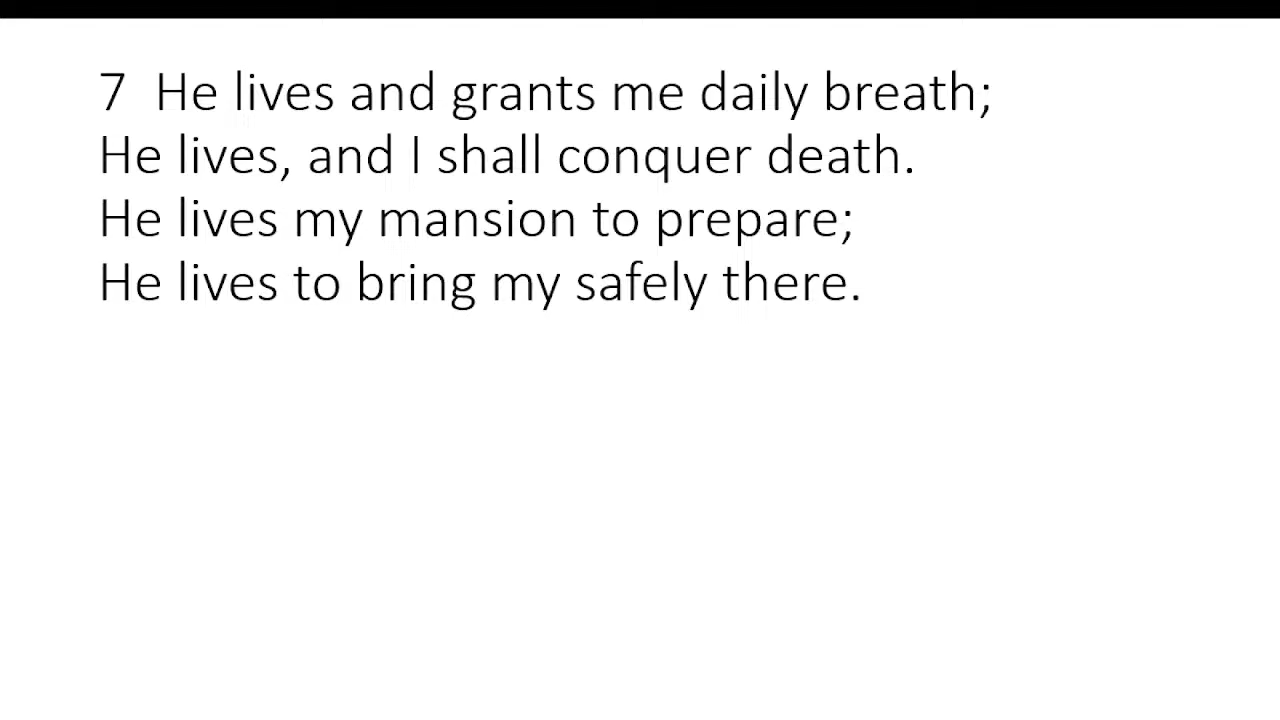 7  He lives and grants me daily breath;
He lives, and I shall conquer death.
He lives my mansion to prepare;
He lives to bring my safely there.